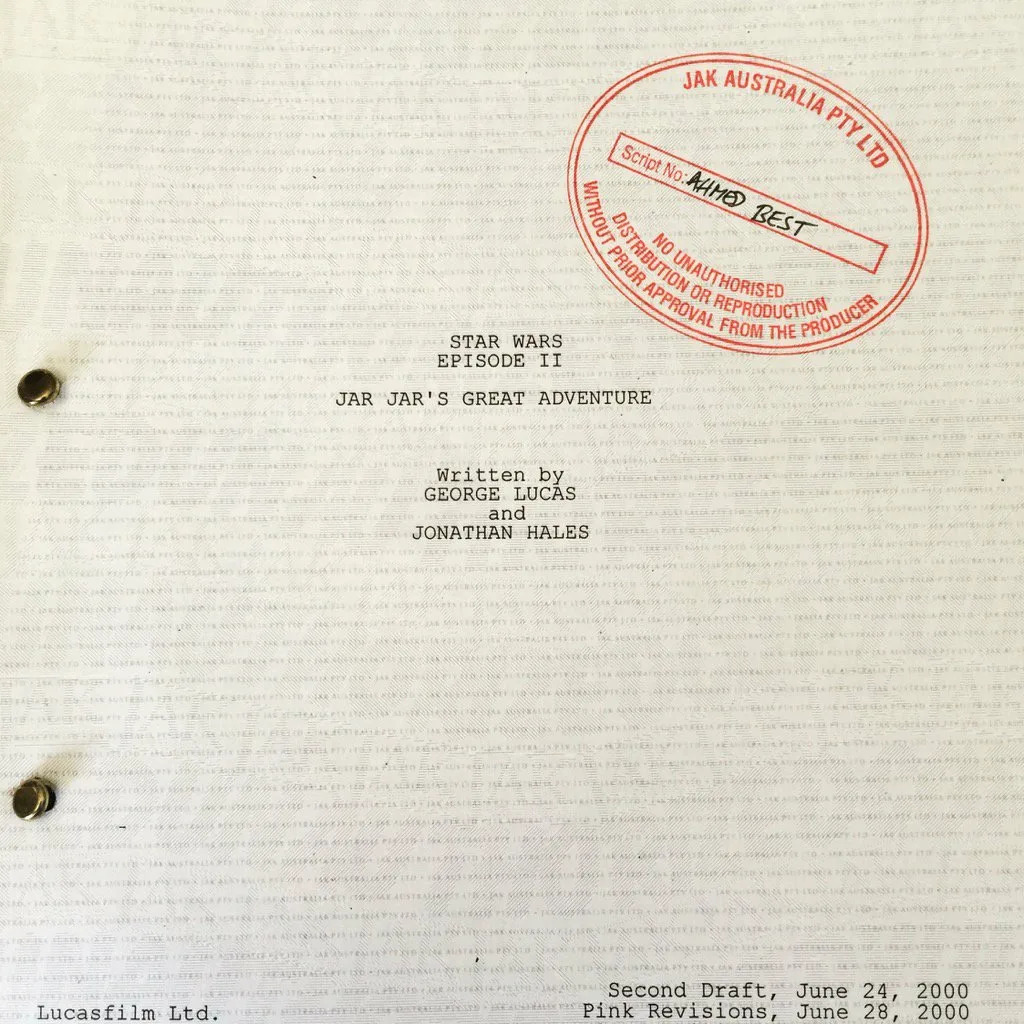 JAK AUSTRALIA PTY LTD
Script No: AHMED BEST
NO UNAUTHORISED
DISTRIBUTION OR REPRODUCTION
WITHOUT PRIOR APPROVAL FROM THE PRODUCER
STAR WARS
EPISODE II
JAR JAR'S GREAT ADVENTURE
Written by
GEORGE LUCAS
and
JONATHAN HALES
Second Draft, June 24, 2000
Lucasfilm Ltd.
Pink Revisions, June 28, 2000